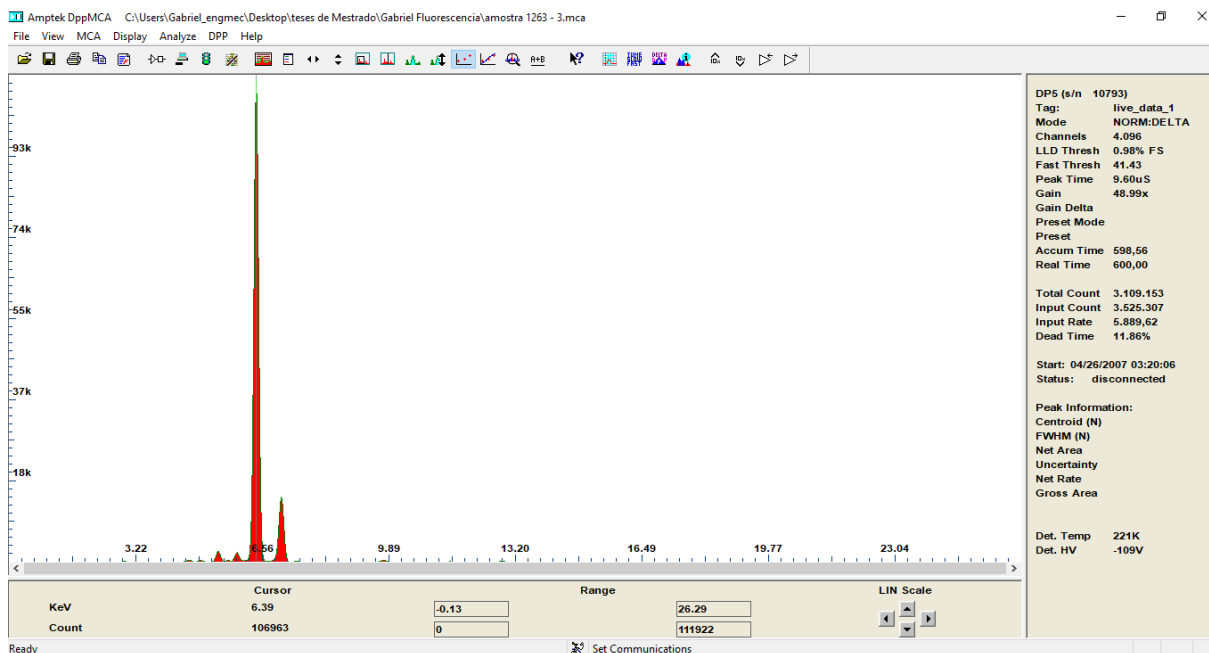 Amptek DppMCA C:\Users\Gabriel_engmec\Desktop\teses de Mestrado\Gabriel Fluorescencia\amostra 1263 - 3.mca
File View MCA Display Analyze DPP Help
A+B
93k
74k
55k
37k
18k
3.22 6.56 9.89 13.20 16.49 19.77 23.04
DP5 (s/n 10793)
Tag: live_data_1
Mode NORM:DELTA
Channels 4.096
LLD Thresh 0.98% FS
Fast Thresh 41.43
Peak Time 9.60uS
Gain 48.99x
Gain Delta
Preset Mode
Preset
Accum Time 598,56
Real Time 600,00
Total Count 3.109.153
Input Count 3.525.307
Input Rate 5.889,62
Dead Time 11.86%
Start: 04/26/2007 03:20:06
Status: disconnected
Peak Information:
Centroid (N)
FWHM (N)
Net Area
Uncertainty
Net Rate
Gross Area
Det. Temp 221K
Det. HV -109V
Cursor Range LIN Scale
KeV 6.39 -0.13 26.29
Count 106963 0 111922
Ready Set Communications